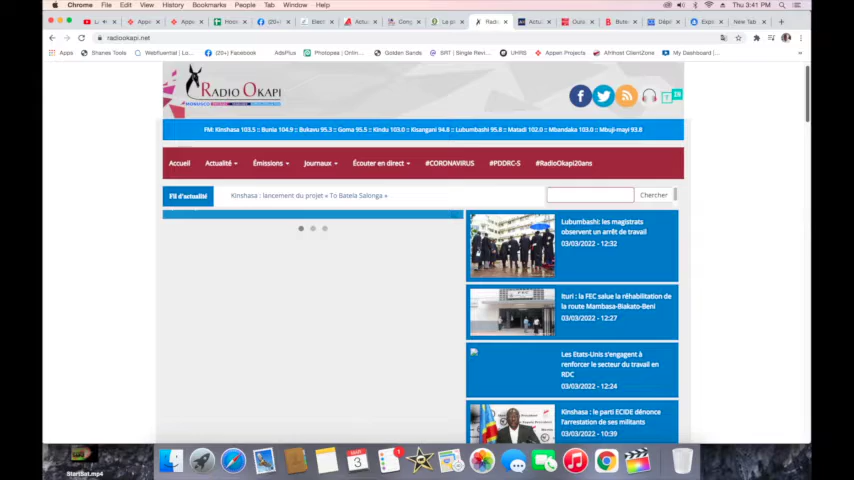 Chrome File Edit View History Bookmarks People Tab Window Help
Thu 3:41 PM
radiookapi.net
Apps Shanes Tools Webfluential | Lo... (20+) Facebook AdsPlus Photopea | Onlin... Golden Sands SRT | Single Revi... UHRS Appen Projects Afrihost ClientZone My Dashboard |...
RADIO OKAPI
FM: Kinshasa 103.5 :: Bunia 104.9 :: Bukavu 95.3 :: Goma 95.5 :: Kindu 103.0 :: Kisangani 94.8 :: Lubumbashi 95.8 :: Matadi 102.0 :: Mbandaka 103.0 :: Mbuji-mayi 93.8
Accueil Actualité Émissions Journaux Écouter en direct #CORONAVIRUS #PDDRC-S #RadioOkapi20ans
Fil d'actualité
Kinshasa : lancement du projet « To Batela Salonga »
Chercher
Lubumbashi: les magistrats
observent un arrêt de travail
03/03/2022 - 12:32
Ituri : la FEC salue la réhabilitation de
la route Mambasa-Biakato-Beni
03/03/2022 - 12:27
Les Etats-Unis s'engagent à
renforcer le secteur du travail en
RDC
03/03/2022 - 12:24
Kinshasa : le parti ECIDE dénonce
l'arrestation de ses militants
03/03/2022 - 10:39
StartSat.mp4
MAR
3
1